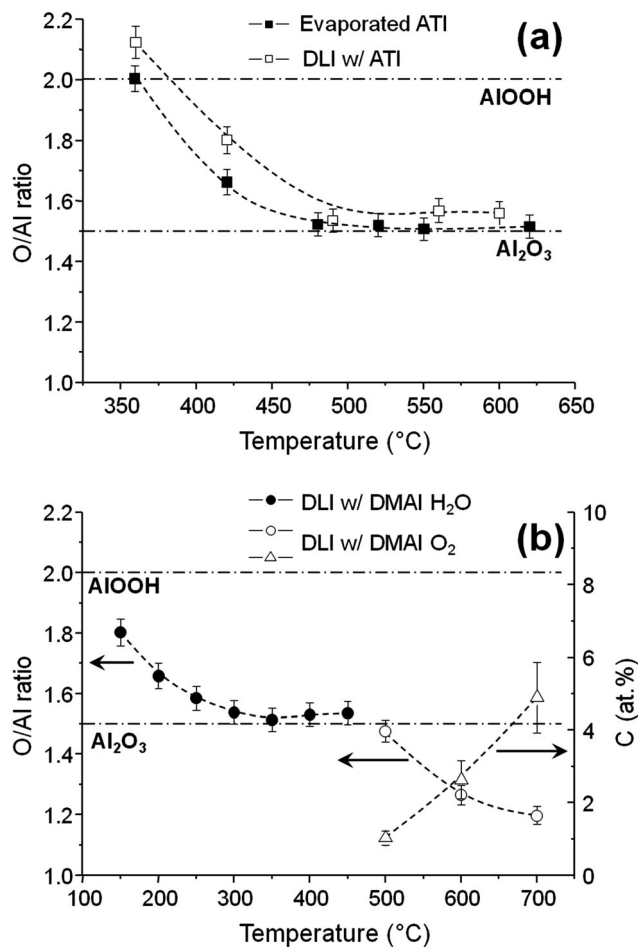 Evaporated ATI
DLI w/ ATI
(a)
2.2
2.0
1.8
1.6
1.4
1.2
1.0
O/Al ratio
AlOOH
Al₂O₃
350 400 450 500 550 600 650
Temperature (°C)
DLI w/ DMAI H₂O
DLI w/ DMAI O₂
(b)
2.2
2.0
1.8
1.6
1.4
1.2
1.0
O/Al ratio
AlOOH
Al₂O₃
10
8
6
4
2
0
C (at.%)
100 200 300 400 500 600 700
Temperature (°C)